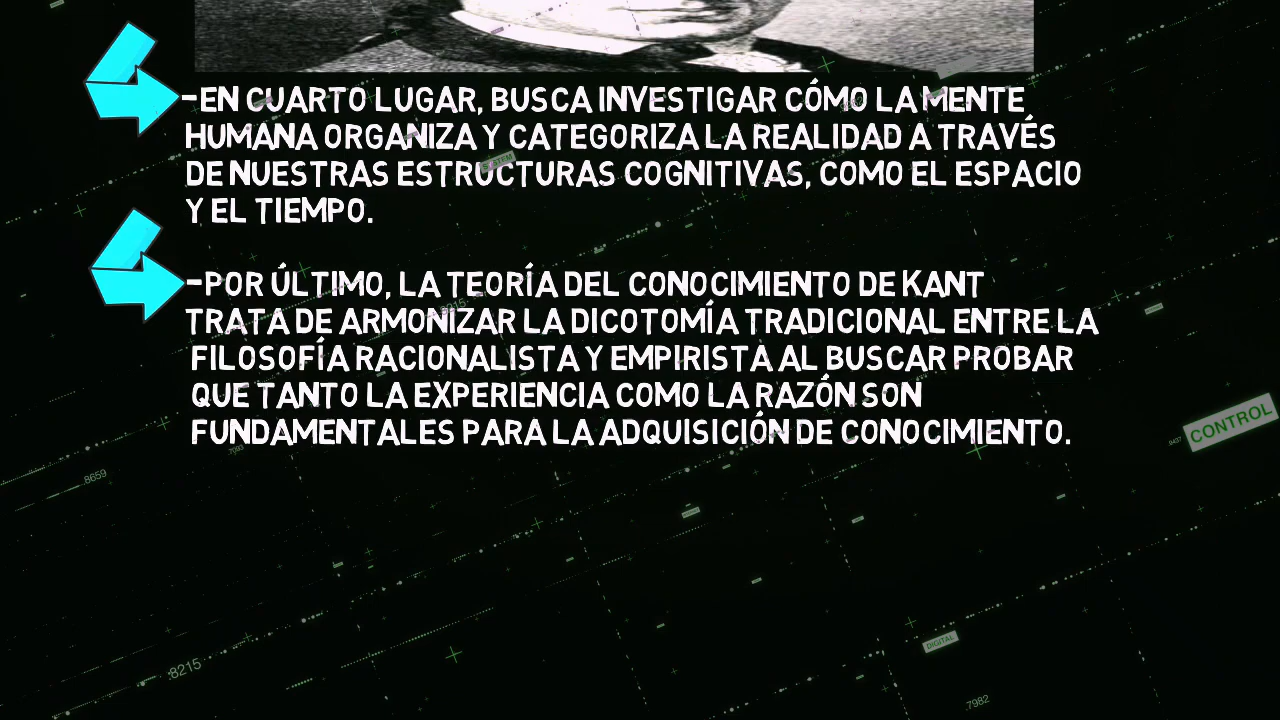 -EN CUARTO LUGAR, BUSCA INVESTIGAR CÓMO LA MENTE
HUMANA ORGANIZA Y CATEGORIZA LA REALIDAD A TRAVÉS
DE NUESTRAS ESTRUCTURAS COGNITIVAS, COMO EL ESPACIO
Y EL TIEMPO.
-POR ÚLTIMO, LA TEORÍA DEL CONOCIMIENTO DE KANT
TRATA DE ARMONIZAR LA DICOTOMÍA TRADICIONAL ENTRE LA
FILOSOFÍA RACIONALISTA Y EMPIRISTA AL BUSCAR PROBAR
QUE TANTO LA EXPERIENCIA COMO LA RAZÓN SON
FUNDAMENTALES PARA LA ADQUISICIÓN DE CONOCIMIENTO.
SYSTEM
.8215
CONTROL
.8659
DIGITAL
.8215
.7982